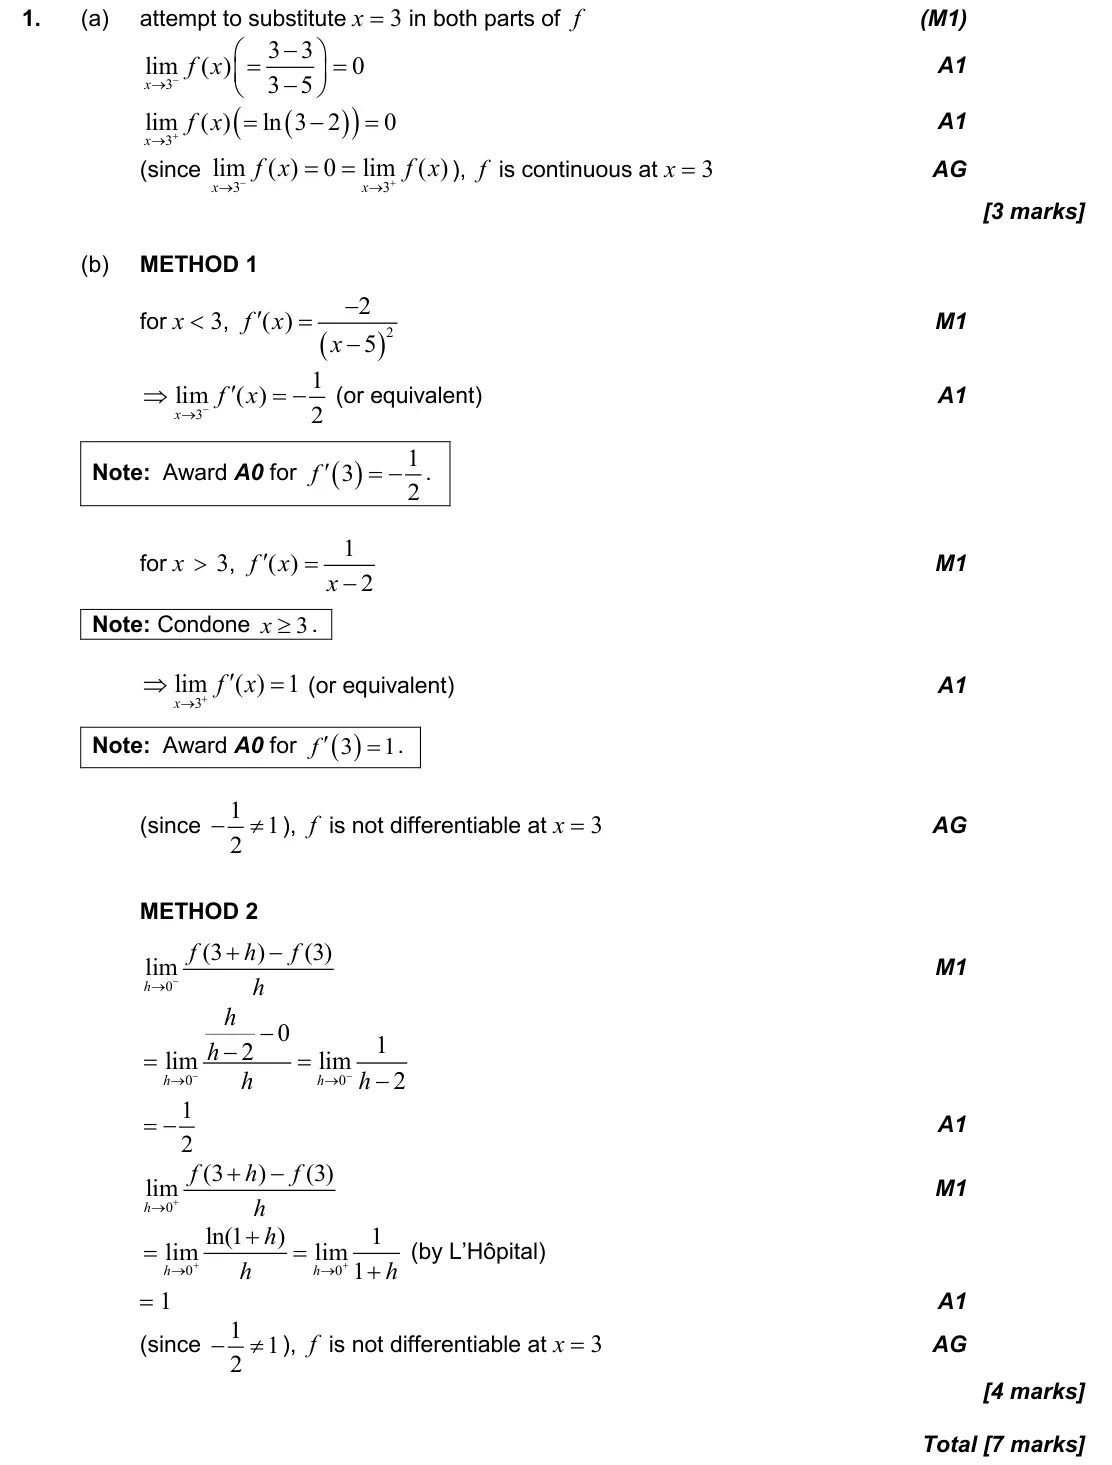 1. (a) attempt to substitute x = 3 in both parts of f (M1)
lim_{x→3⁻} f(x) (= (3 − 3)/(3 − 5)) = 0 A1
lim_{x→3⁺} f(x) (= ln(3 − 2)) = 0 A1
(since lim_{x→3⁻} f(x) = 0 = lim_{x→3⁺} f(x)), f is continuous at x = 3 AG
[3 marks]
(b) METHOD 1
for x < 3, f′(x) = −2/(x − 5)² M1
⇒ lim_{x→3⁻} f′(x) = −1/2 (or equivalent) A1
Note: Award A0 for f′(3) = −1/2.
for x > 3, f′(x) = 1/(x − 2) M1
Note: Condone x ≥ 3.
⇒ lim_{x→3⁺} f′(x) = 1 (or equivalent) A1
Note: Award A0 for f′(3) = 1.
(since −1/2 ≠ 1), f is not differentiable at x = 3 AG
METHOD 2
lim_{h→0⁻} (f(3 + h) − f(3))/h M1
= lim_{h→0⁻} (h/(h − 2) − 0)/h = lim_{h→0⁻} 1/(h − 2)
= −1/2 A1
lim_{h→0⁺} (f(3 + h) − f(3))/h M1
= lim_{h→0⁺} ln(1 + h)/h = lim_{h→0⁺} 1/(1 + h) (by L’Hôpital)
= 1 A1
(since −1/2 ≠ 1), f is not differentiable at x = 3 AG
[4 marks]
Total [7 marks]